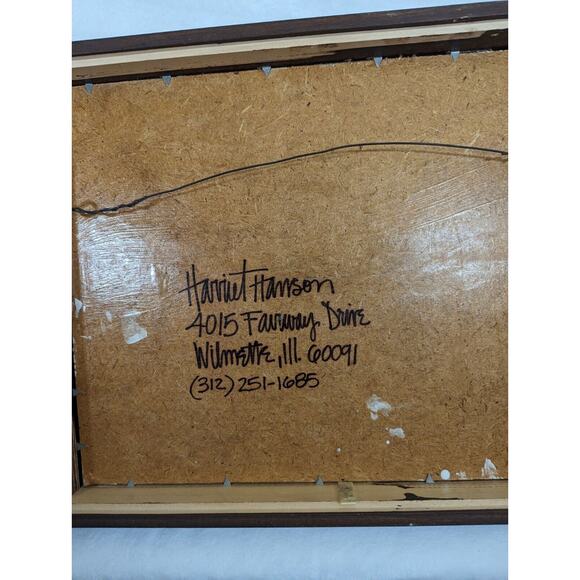 Harriet Hanson
4015 Fairway Drive
Wilmette, Ill. 60091
(312) 251-1685